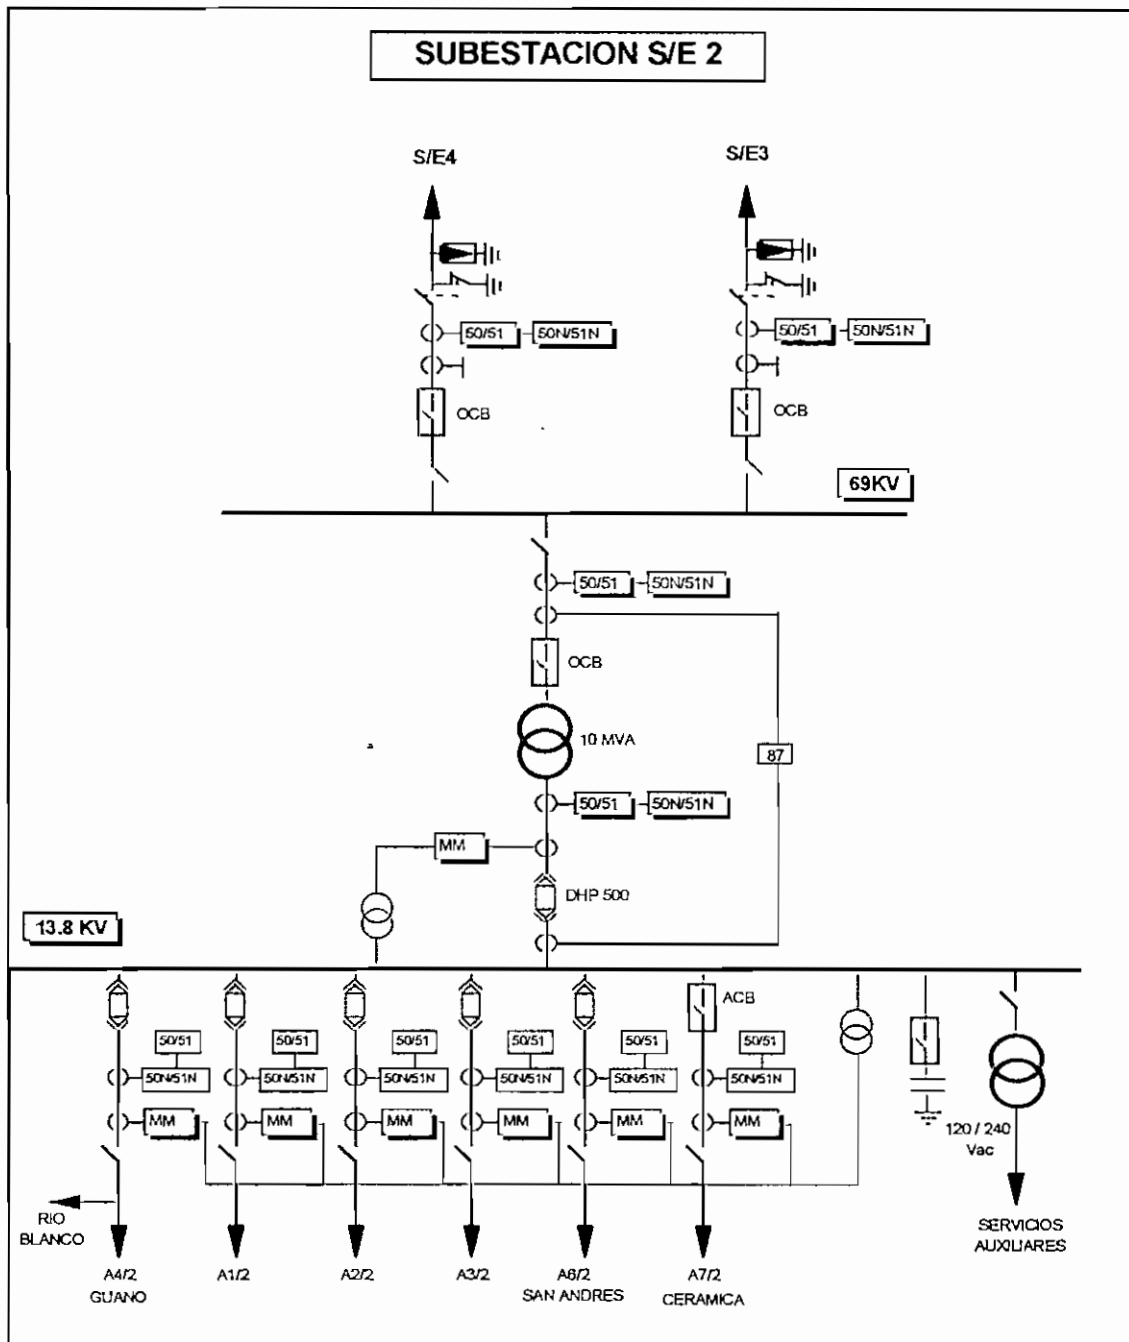 SUBESTACION S/E 2
S/E4
S/E3
50/51
50N/51N
50/51
50N/51N
OCB
OCB
69KV
50/51
50N/51N
OCB
10 MVA
87
50/51
50N/51N
MM
DHP 500
13.8 KV
ACB
50/51
50/51
50/51
50/51
50/51
50/51
50N/51N
50N/51N
50N/51N
50N/51N
50N/51N
50N/51N
MM
MM
MM
MM
MM
MM
120 / 240
Vac
RIO
BLANCO
SERVICIOS
AUXILIARES
A4/2
GUANO
A1/2
A2/2
A3/2
A6/2
SAN ANDRES
A7/2
CERAMICA